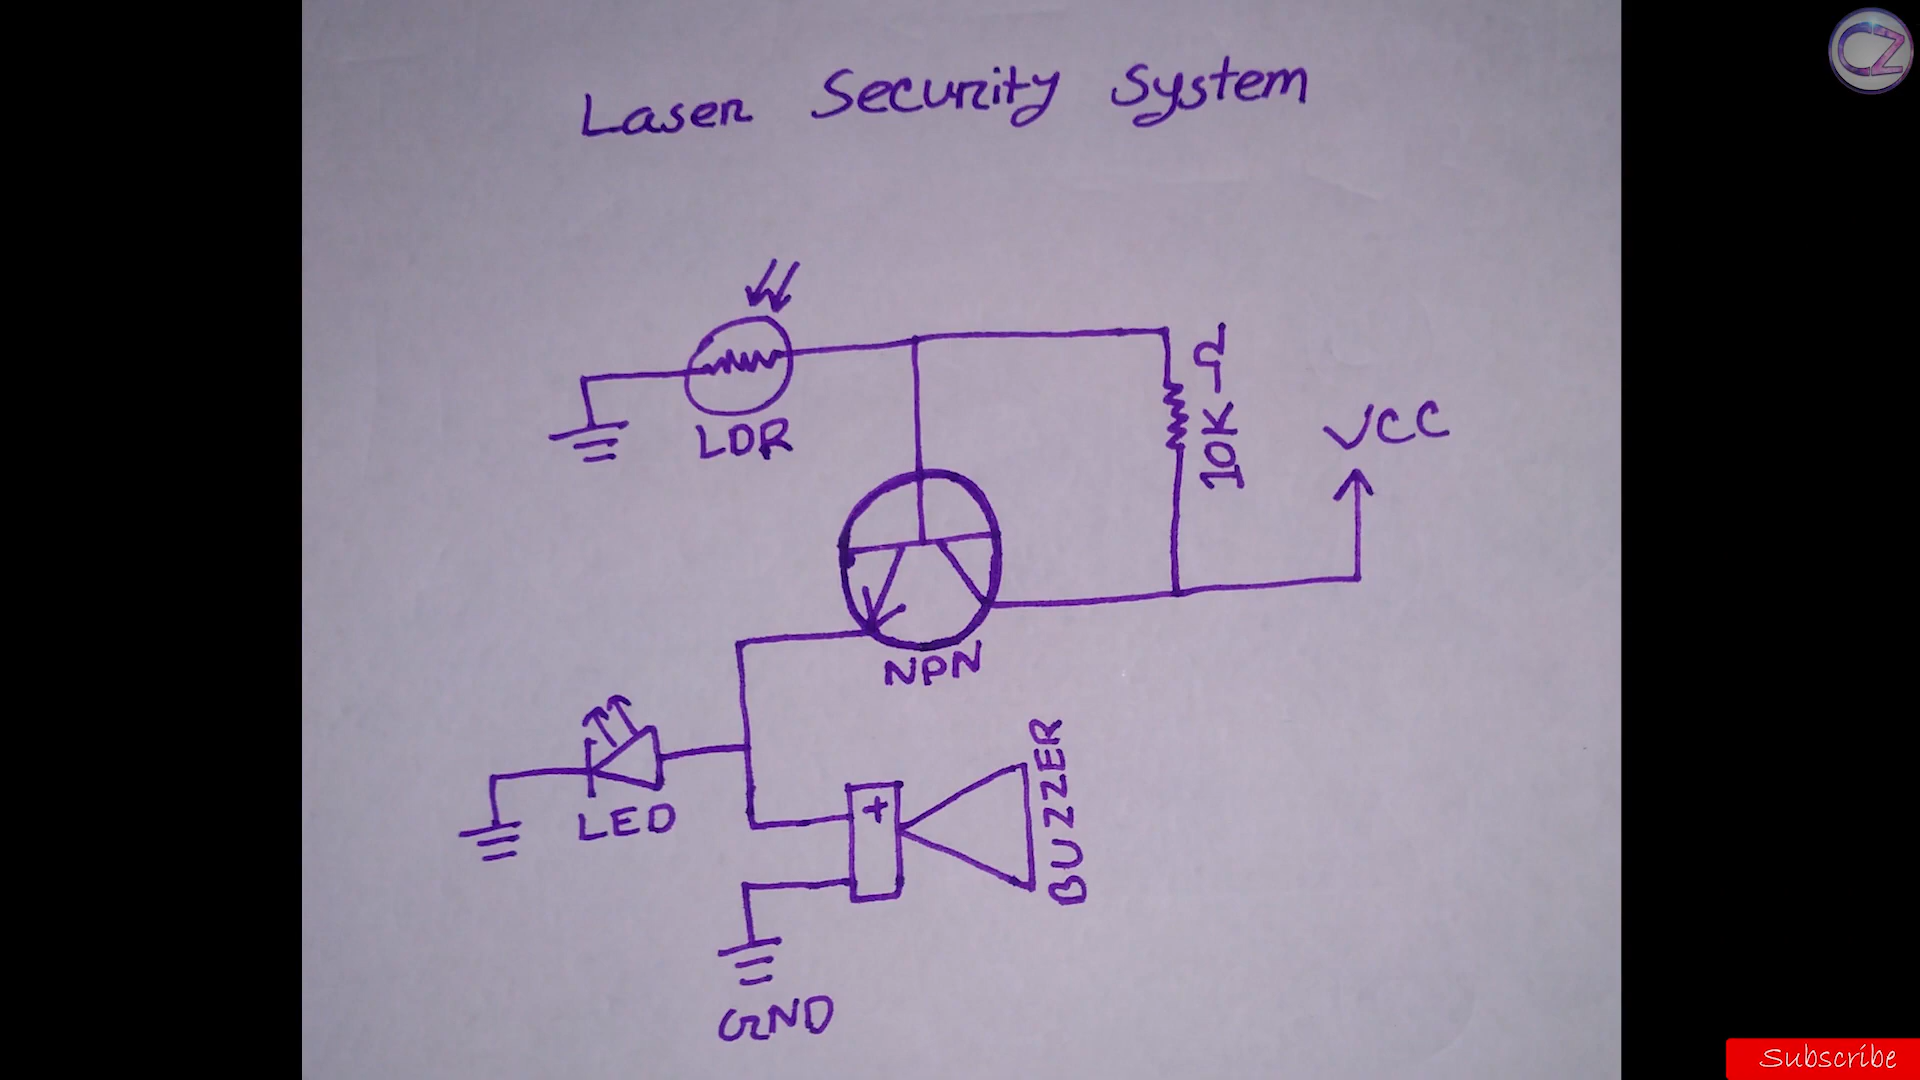 Laser Security System
LDR
10K Ω
VCC
NPN
LED
+
BUZZER
GND
CZ
Subscribe